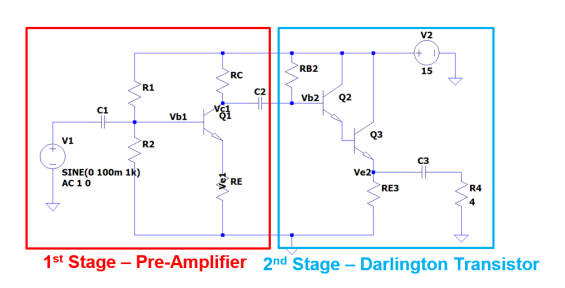 V2
15
RB2
RC
R1
C2
C1
Vc1
Vb2
Q2
Vb1
Q1
Q3
V1
R2
C3
Ve1
Ve2
RE
RE3
R4
4
SINE(0 100m 1k)
AC 1 0
1st Stage – Pre-Amplifier
2nd Stage – Darlington Transistor